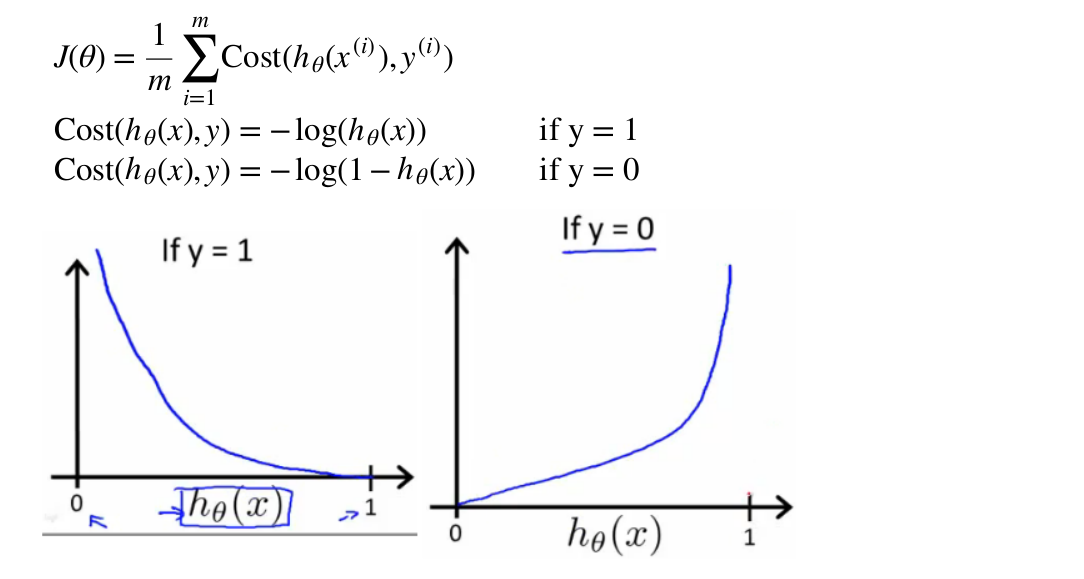 J(θ) = 1/m ∑_{i=1}^{m} Cost(h_θ(x^{(i)}), y^{(i)})
Cost(h_θ(x), y) = −log(h_θ(x)) if y = 1
Cost(h_θ(x), y) = −log(1 − h_θ(x)) if y = 0
If y = 1
0
h_θ(x)
1
If y = 0
0
h_θ(x)
1